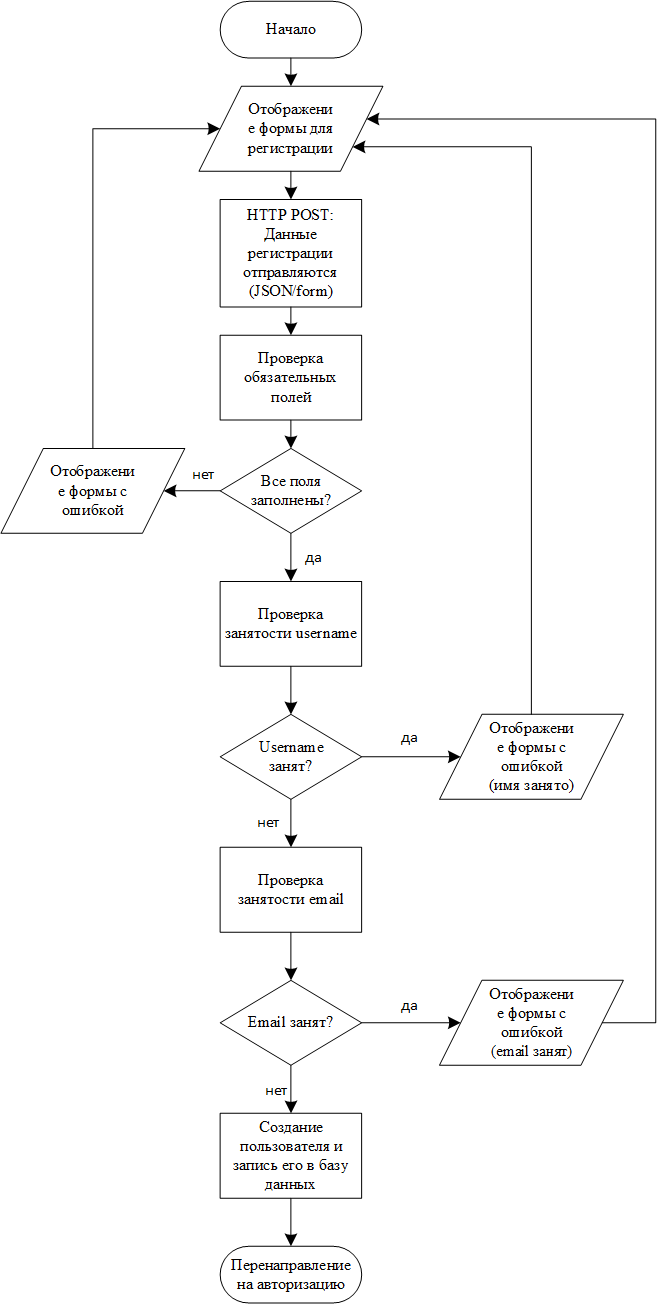 Начало
Отображени
е формы для
регистрации
HTTP POST:
Данные
регистрации
отправляются
(JSON/form)
Проверка
обязательных
полей
Все поля
заполнены?
нет
Отображени
е формы с
ошибкой
да
Проверка
занятости username
Username
занят?
да
Отображени
е формы с
ошибкой
(имя занято)
нет
Проверка
занятости email
Email занят?
да
Отображени
е формы с
ошибкой
(email занят)
нет
Создание
пользователя и
запись его в базу
данных
Перенаправление
на авторизацию